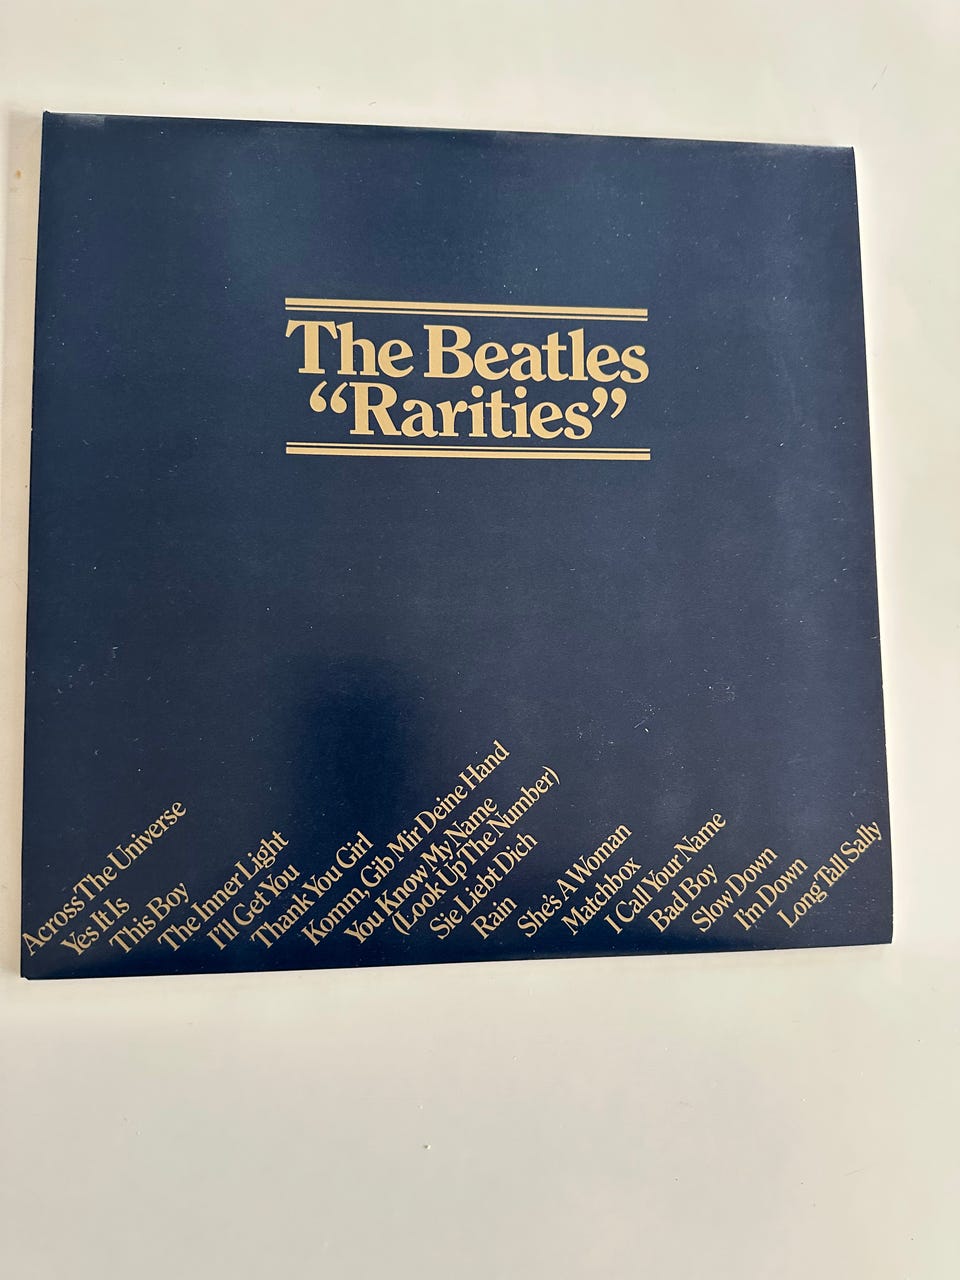 The Beatles
“Rarities”
Across The Universe
Yes It Is
This Boy
The Inner Light
I'll Get You
Thank You Girl
Komm, Gib Mir Deine Hand
You Know My Name
(Look Up The Number)
Sie Liebt Dich
Rain
She's A Woman
Matchbox
I Call Your Name
Bad Boy
Slow Down
I'm Down
Long Tall Sally